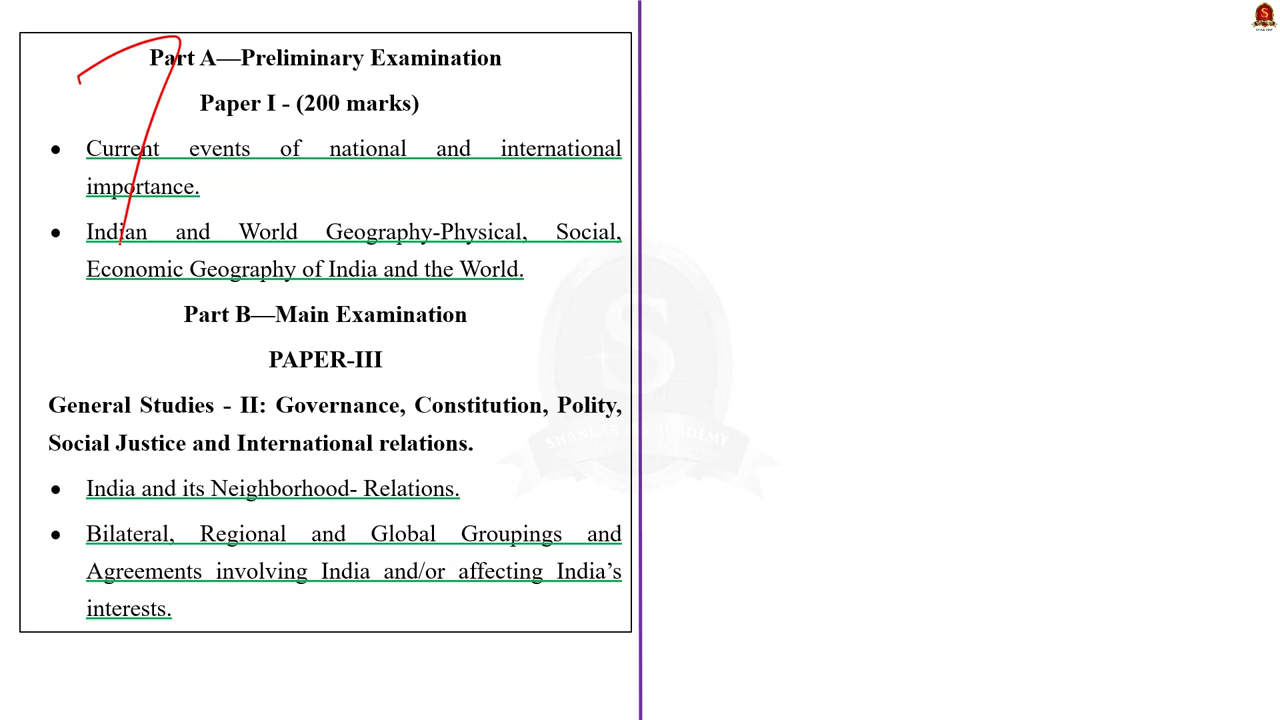 Part A—Preliminary Examination
Paper I - (200 marks)
● Current events of national and international
importance.
● Indian and World Geography-Physical, Social,
Economic Geography of India and the World.
Part B—Main Examination
PAPER-III
General Studies - II: Governance, Constitution, Polity,
Social Justice and International relations.
● India and its Neighborhood- Relations.
● Bilateral, Regional and Global Groupings and
Agreements involving India and/or affecting India’s
interests.
S